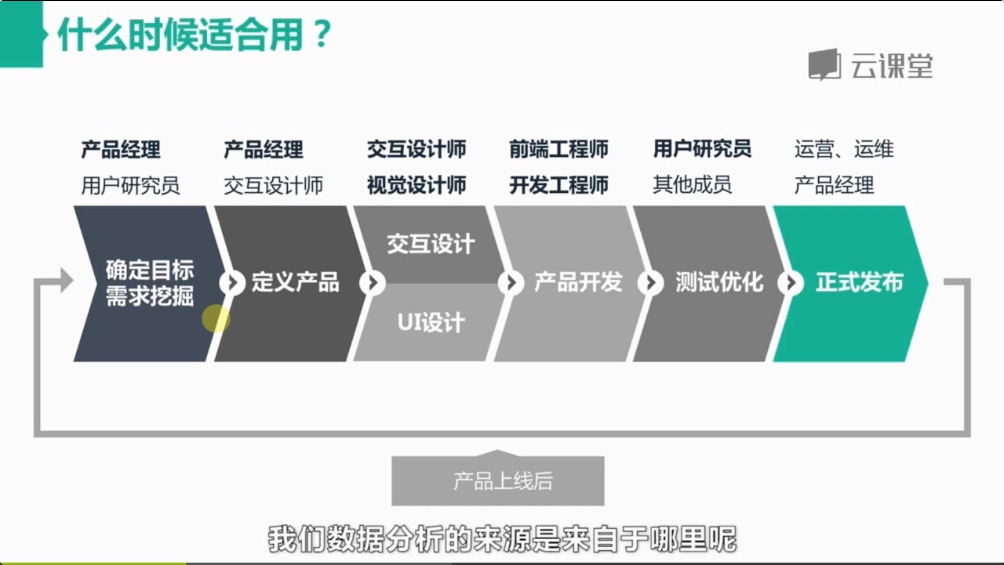 什么时候适合用？
云课堂
产品经理
用户研究员
产品经理
交互设计师
交互设计师
视觉设计师
前端工程师
开发工程师
用户研究员
其他成员
运营、运维
产品经理
确定目标
需求挖掘
定义产品
交互设计
UI设计
产品开发
测试优化
正式发布
产品上线后
我们数据分析的来源是来自于哪里呢